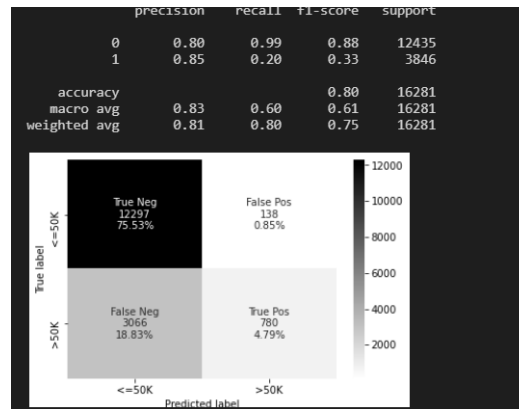 precision recall f1-score support
0 0.80 0.99 0.88 12435
1 0.85 0.20 0.33 3846
accuracy 0.80 16281
macro avg 0.83 0.60 0.61 16281
weighted avg 0.81 0.80 0.75 16281
True Neg
12297
75.53%
False Pos
138
0.85%
False Neg
3066
18.83%
True Pos
780
4.79%
True label
<=50K
>50K
<=50K >50K
Predicted label
12000
10000
8000
6000
4000
2000